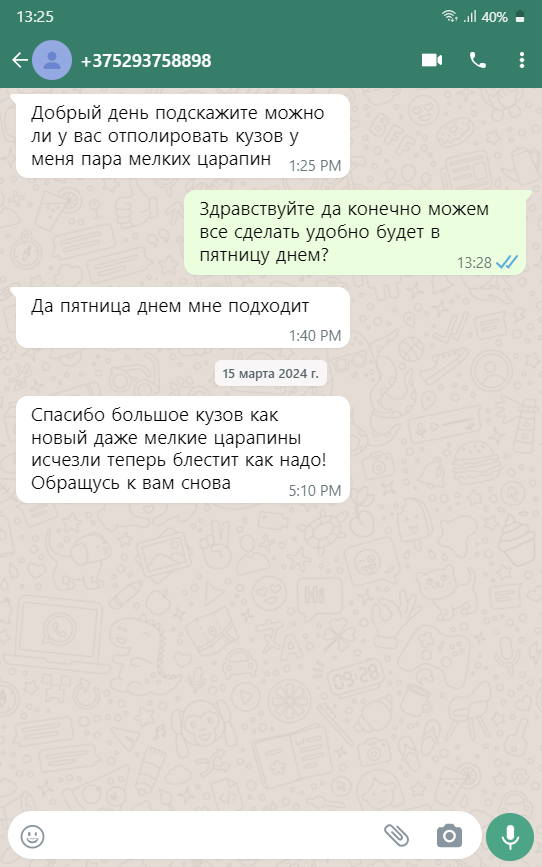 13:25
40%
+375293758898
Добрый день подскажите можно
ли у вас отполировать кузов у
меня пара мелких царапин
1:25 PM
Здравствуйте да конечно можем
все сделать удобно будет в
пятницу днем?
13:28
Да пятница днем мне подходит
1:40 PM
15 марта 2024 г.
Спасибо большое кузов как
новый даже мелкие царапины
исчезли теперь блестит как надо!
Обращусь к вам снова
5:10 PM
Hi
09:28